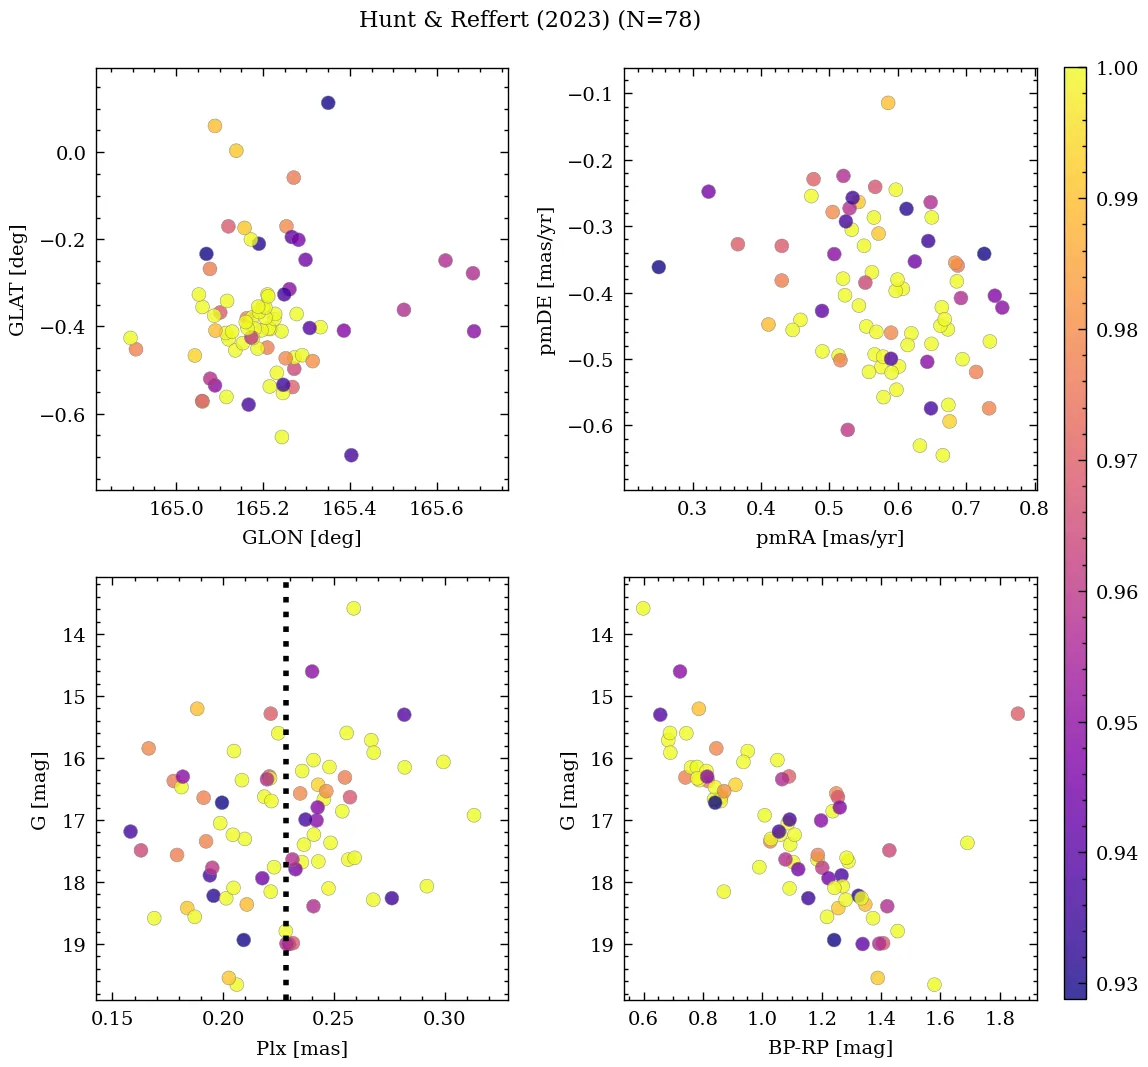 Hunt & Reffert (2023) (N=78)
0.0
−0.2
−0.4
−0.6
GLAT [deg]
165.0 165.2 165.4 165.6
GLON [deg]
−0.1
−0.2
−0.3
−0.4
−0.5
−0.6
pmDE [mas/yr]
0.3 0.4 0.5 0.6 0.7 0.8
pmRA [mas/yr]
14
15
16
17
18
19
G [mag]
0.15 0.20 0.25 0.30
Plx [mas]
14
15
16
17
18
19
G [mag]
0.6 0.8 1.0 1.2 1.4 1.6 1.8
BP-RP [mag]
1.00
0.99
0.98
0.97
0.96
0.95
0.94
0.93